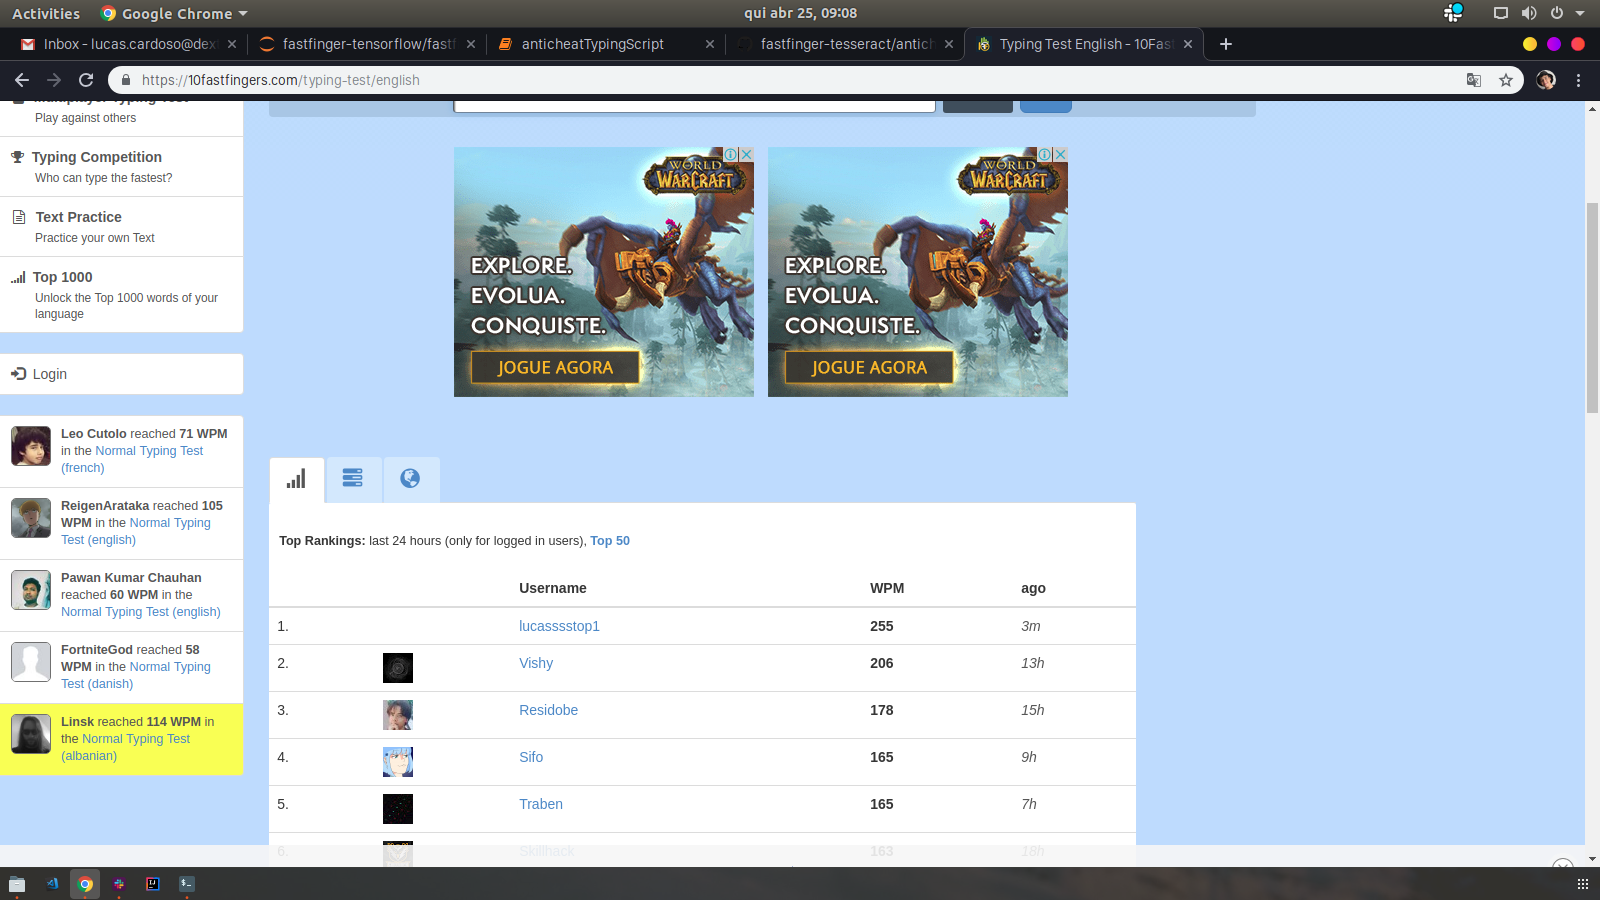 Activities
Google Chrome
qui abr 25, 09:08
Inbox - lucas.cardoso@dex
fastfinger-tensorflow/fastf
anticheatTypingScript
fastfinger-tesseract/antich
Typing Test English - 10Fas
https://10fastfingers.com/typing-test/english
Multiplayer Typing Test
Play against others
Typing Competition
Who can type the fastest?
Text Practice
Practice your own Text
Top 1000
Unlock the Top 1000 words of your
language
Login
Leo Cutolo reached 71 WPM
in the Normal Typing Test
(french)
ReigenArataka reached 105
WPM in the Normal Typing
Test (english)
Pawan Kumar Chauhan
reached 60 WPM in the
Normal Typing Test (english)
FortniteGod reached 58
WPM in the Normal Typing
Test (danish)
Linsk reached 114 WPM in
the Normal Typing Test
(albanian)
WORLD
WARCRAFT
EXPLORE.
EVOLUA.
CONQUISTE.
JOGUE AGORA
WORLD
WARCRAFT
EXPLORE.
EVOLUA.
CONQUISTE.
JOGUE AGORA
Top Rankings: last 24 hours (only for logged in users), Top 50
Username WPM ago
1. lucasssstop1 255 3m
2. Vishy 206 13h
3. Residobe 178 15h
4. Sifo 165 9h
5. Traben 165 7h
6. Skillhack 163 18h